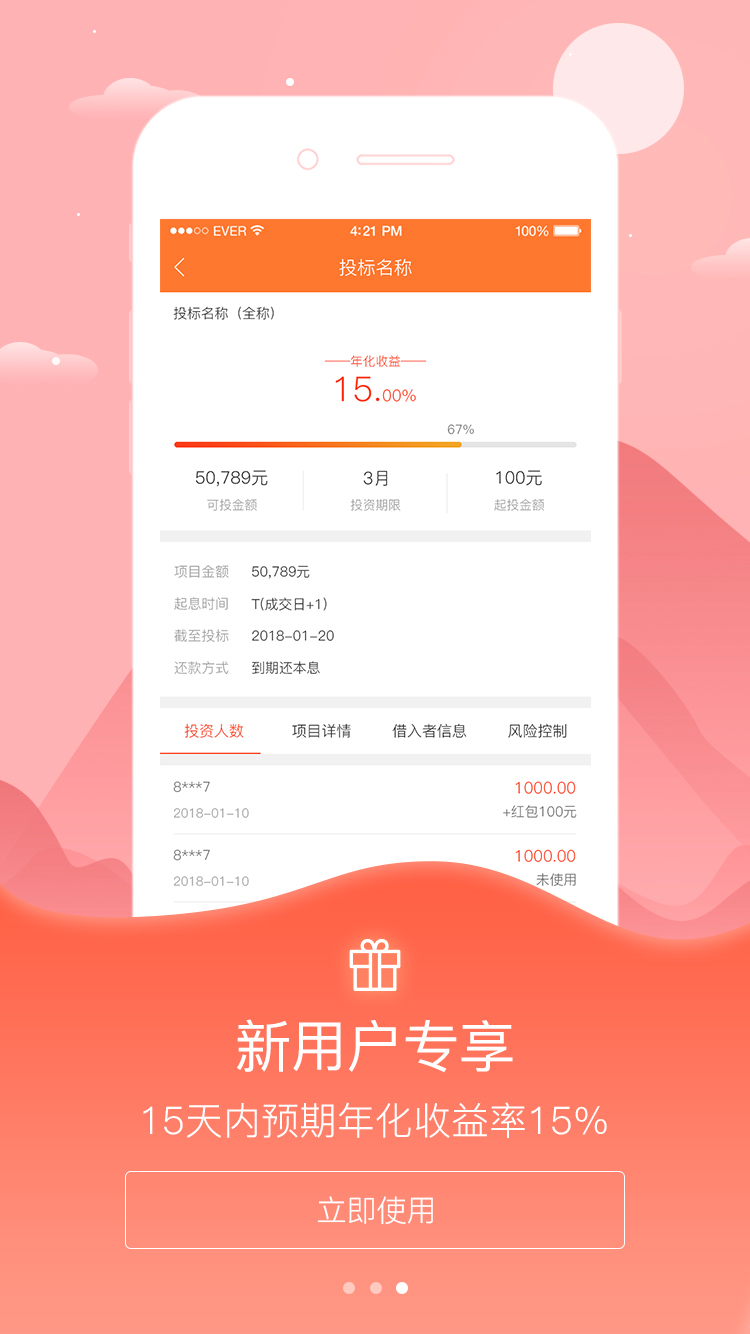 EVER 4:21 PM 100%
投标名称
投标名称（全称）
年化收益
15.00%
67%
50,789元 3月 100元
可投金额 投资期限 起投金额
项目金额 50,789元
起息时间 T(成交日+1)
截至投标 2018-01-20
还款方式 到期还本息
投资人数 项目详情 借入者信息 风险控制
8***7 1000.00
2018-01-10 +红包100元
8***7 1000.00
2018-01-10 未使用
新用户专享
15天内预期年化收益率15%
立即使用